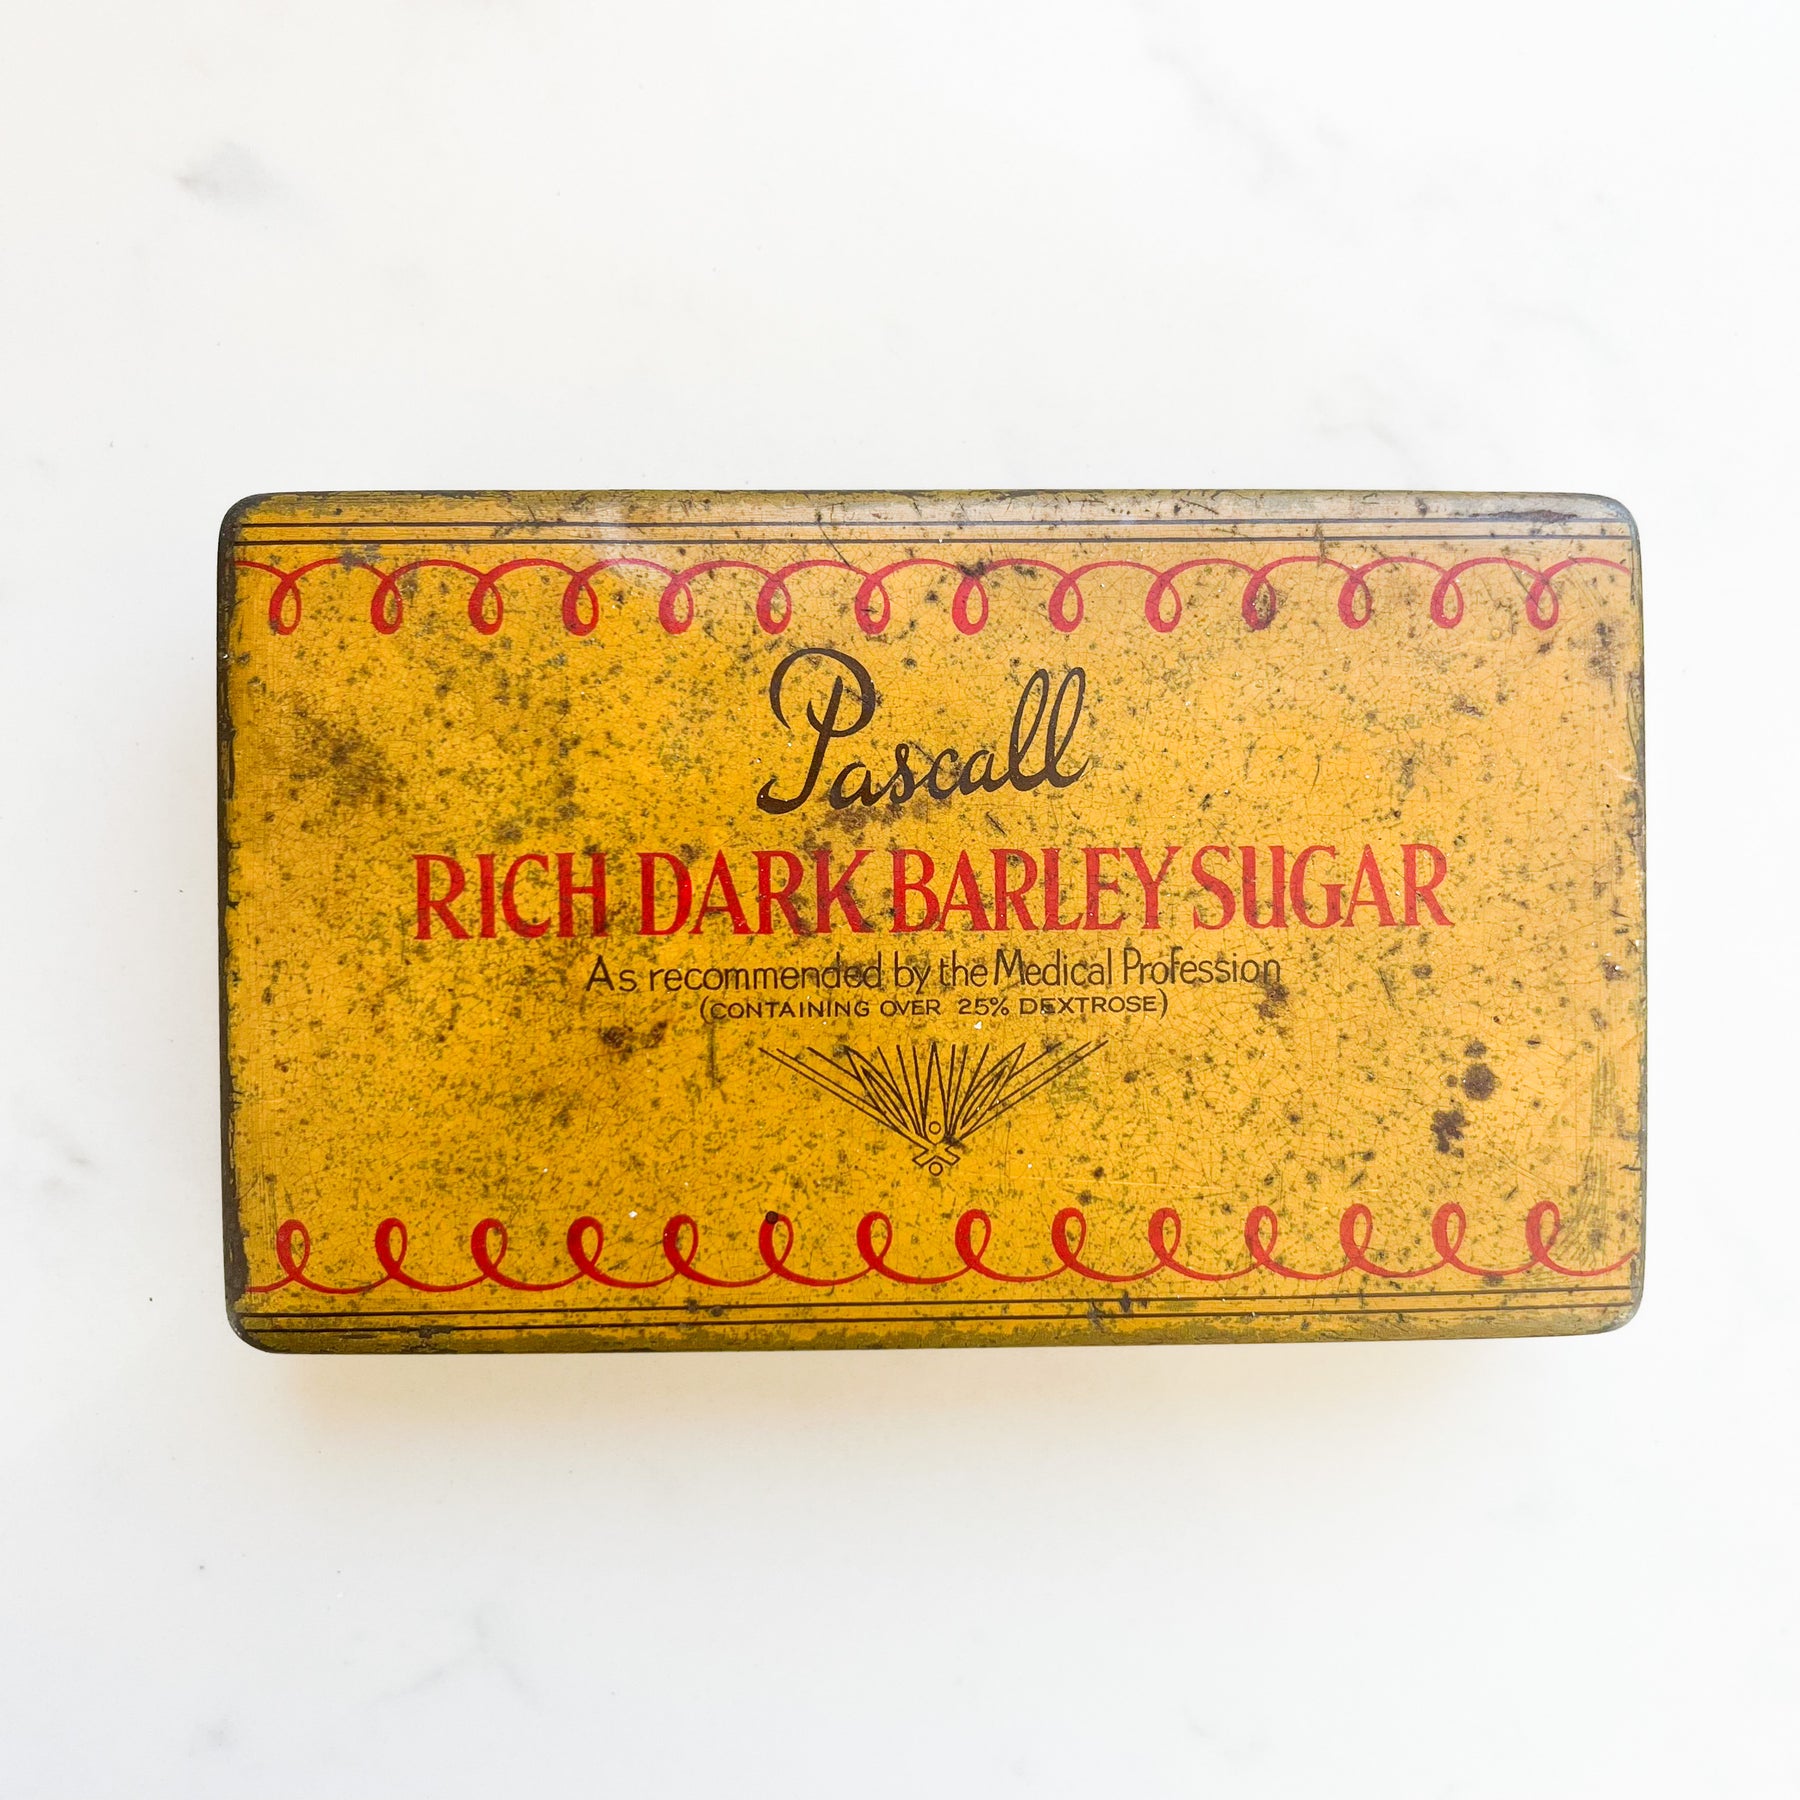 Pascall
RICH DARK BARLEY SUGAR
As recommended by the Medical Profession
(CONTAINING OVER 25% DEXTROSE)